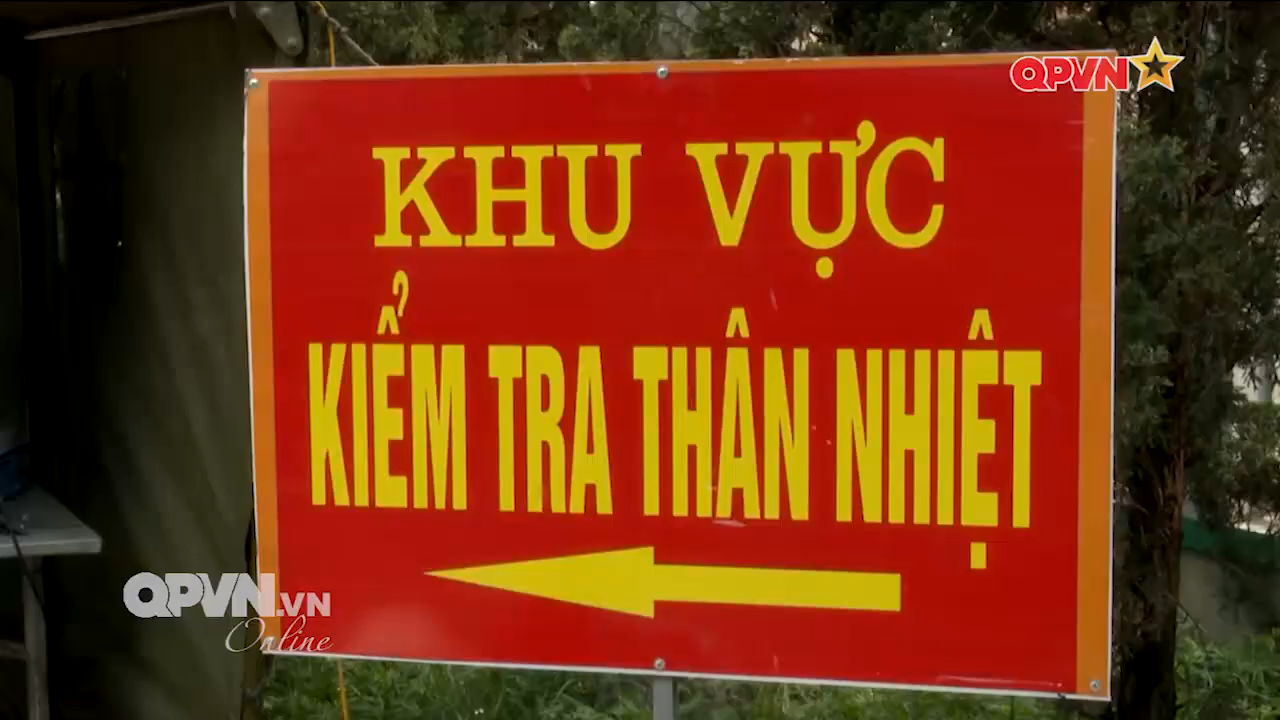 QPVN
KHU VỰC
KIỂM TRA THÂN NHIỆT
QPVN.VN
Online